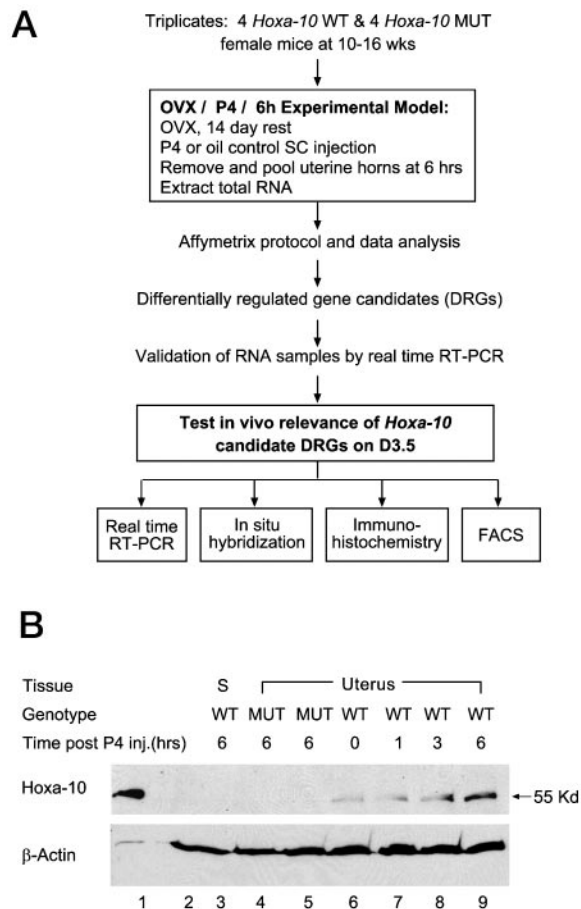 A
Triplicates: 4 Hoxa-10 WT & 4 Hoxa-10 MUT
female mice at 10-16 wks
OVX / P4 / 6h Experimental Model:
OVX, 14 day rest
P4 or oil control SC injection
Remove and pool uterine horns at 6 hrs
Extract total RNA
Affymetrix protocol and data analysis
Differentially regulated gene candidates (DRGs)
Validation of RNA samples by real time RT-PCR
Test in vivo relevance of Hoxa-10
candidate DRGs on D3.5
Real time
RT-PCR
In situ
hybridization
Immuno-
histochemistry
FACS
B
Tissue S Uterus
Genotype WT MUT MUT WT WT WT WT
Time post P4 inj.(hrs) 6 6 6 0 1 3 6
Hoxa-10 55 Kd
β-Actin
1 2 3 4 5 6 7 8 9